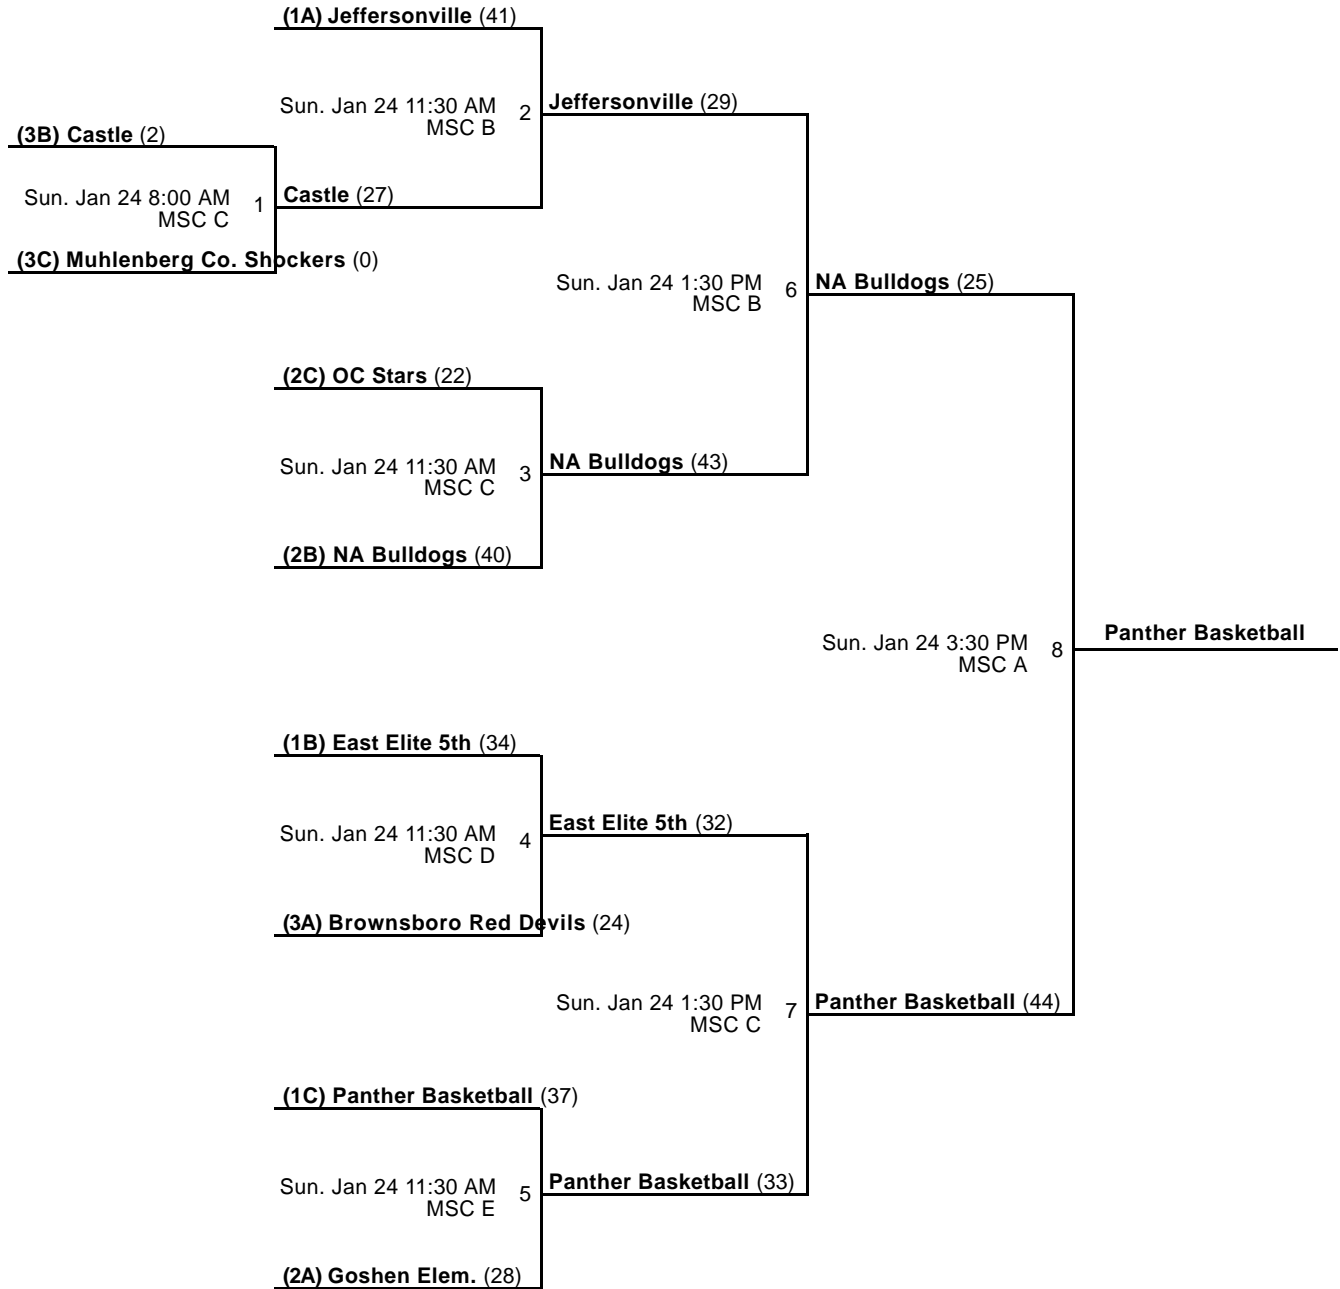 (1A) Jeffersonville (41)
Sun. Jan 24 11:30 AM
MSC B
2
Jeffersonville (29)
(3B) Castle (2)
Sun. Jan 24 8:00 AM
MSC C
1
Castle (27)
(3C) Muhlenberg Co. Shockers (0)
Sun. Jan 24 1:30 PM
MSC B
6
NA Bulldogs (25)
(2C) OC Stars (22)
Sun. Jan 24 11:30 AM
MSC C
3
NA Bulldogs (43)
(2B) NA Bulldogs (40)
Sun. Jan 24 3:30 PM
MSC A
8
Panther Basketball
(1B) East Elite 5th (34)
Sun. Jan 24 11:30 AM
MSC D
4
East Elite 5th (32)
(3A) Brownsboro Red Devils (24)
Sun. Jan 24 1:30 PM
MSC C
7
Panther Basketball (44)
(1C) Panther Basketball (37)
Sun. Jan 24 11:30 AM
MSC E
5
Panther Basketball (33)
(2A) Goshen Elem. (28)